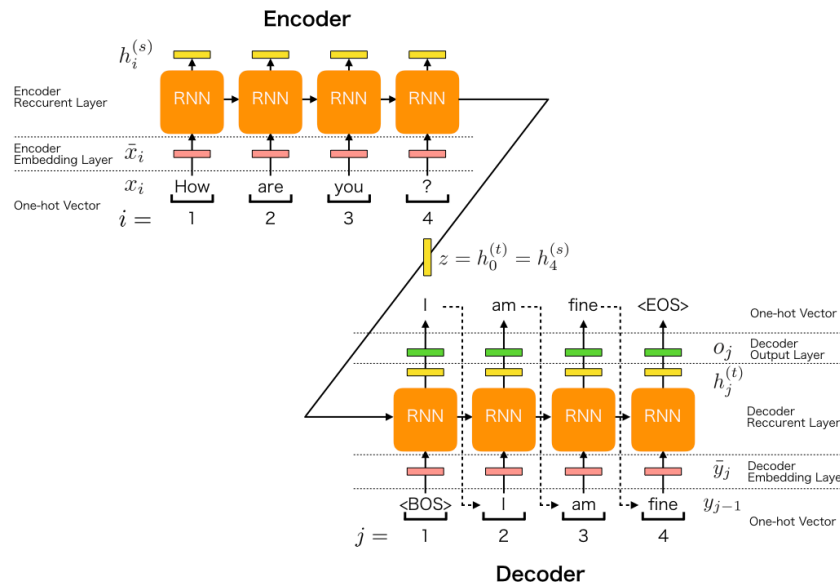 Encoder
h_i^{(s)}
Encoder
Reccurent Layer
RNN RNN RNN RNN
Encoder
Embedding Layer
x̄_i
x_i How are you ?
One-hot Vector
i = 1 2 3 4
z = h_0^{(t)} = h_4^{(s)}
I am fine <EOS> One-hot Vector
o_j Decoder
Output Layer
h_j^{(t)}
RNN RNN RNN RNN
Decoder
Reccurent Layer
ȳ_j Decoder
Embedding Layer
<BOS> I am fine y_{j-1}
One-hot Vector
j = 1 2 3 4
Decoder